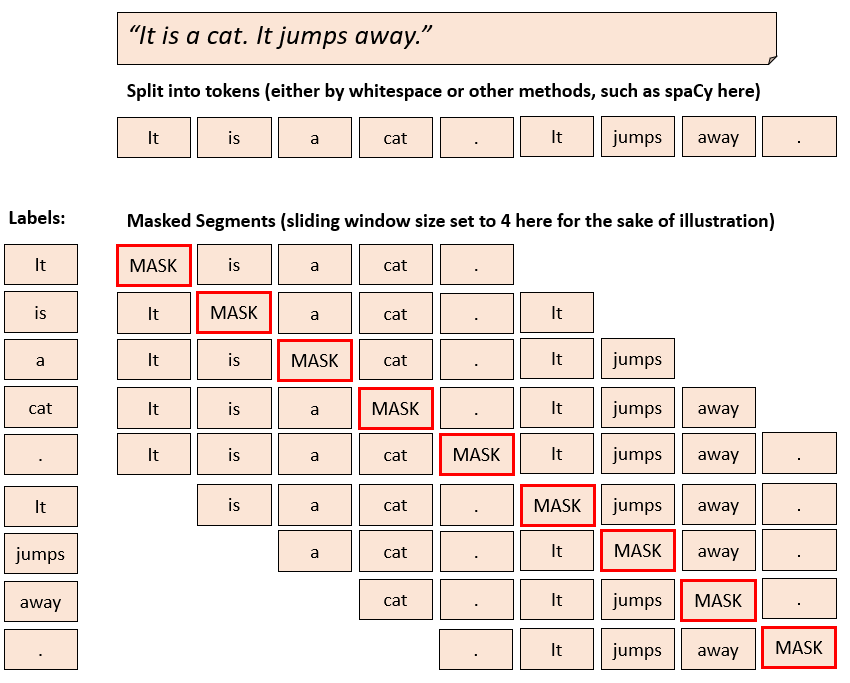 “It is a cat. It jumps away.”
Split into tokens (either by whitespace or other methods, such as spaCy here)
It is a cat . It jumps away .
Labels: Masked Segments (sliding window size set to 4 here for the sake of illustration)
It MASK is a cat .
is It MASK a cat . It
a It is MASK cat . It jumps
cat It is a MASK . It jumps away
. It is a cat MASK It jumps away .
It is a cat . MASK jumps away .
jumps a cat . It MASK away .
away cat . It jumps MASK .
. . It jumps away MASK